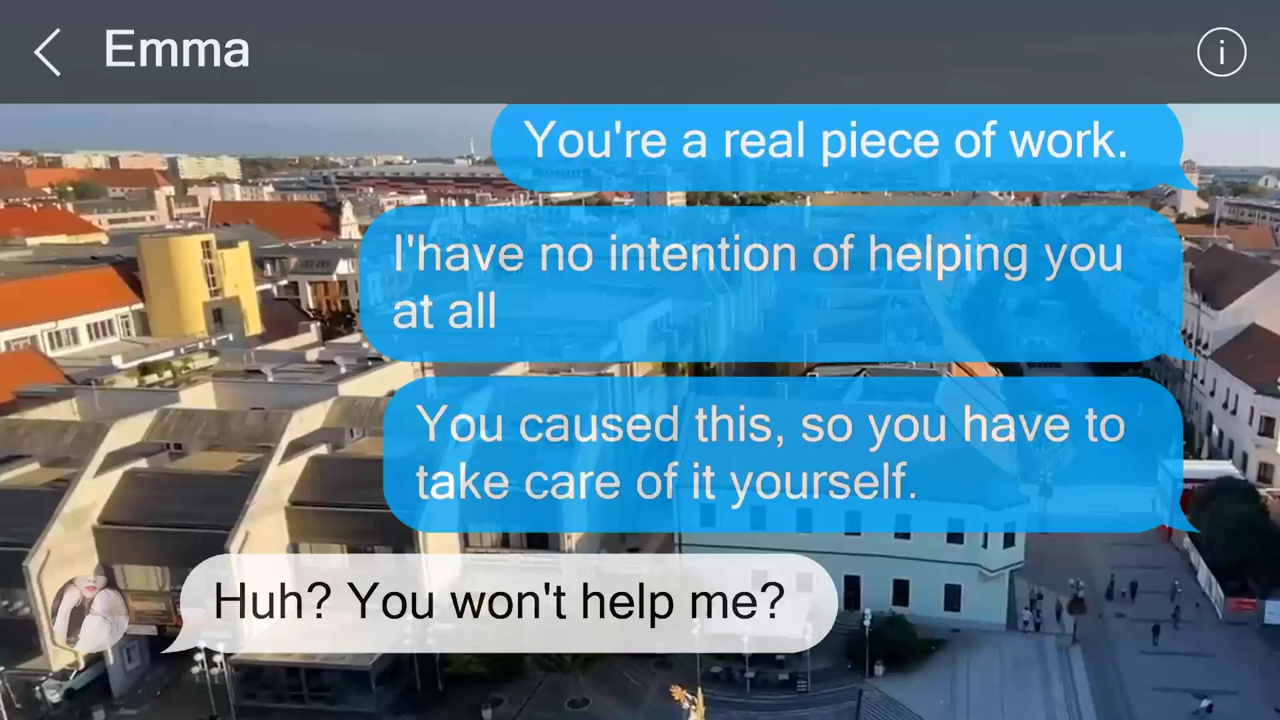 Emma
i
You're a real piece of work.
I'have no intention of helping you
at all
You caused this, so you have to
take care of it yourself.
Huh? You won't help me?